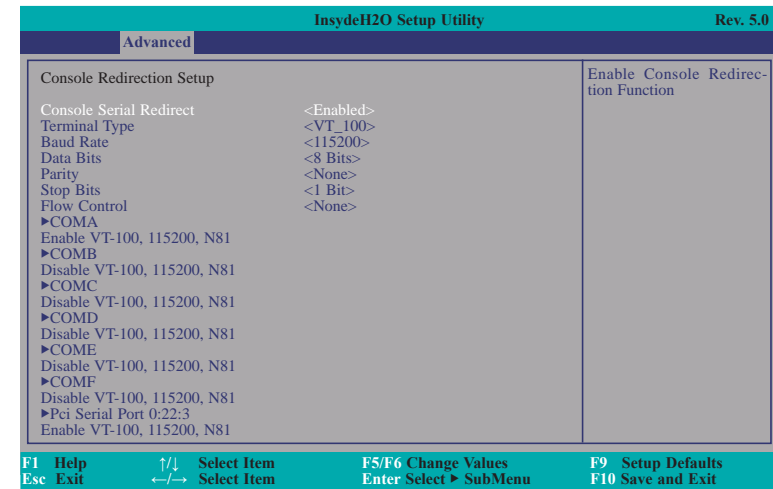 InsydeH2O Setup Utility Rev. 5.0
Advanced
Console Redirection Setup
Console Serial Redirect <Enabled>
Terminal Type <VT_100>
Baud Rate <115200>
Data Bits <8 Bits>
Parity <None>
Stop Bits <1 Bit>
Flow Control <None>
▶COMA
Enable VT-100, 115200, N81
▶COMB
Disable VT-100, 115200, N81
▶COMC
Disable VT-100, 115200, N81
▶COMD
Disable VT-100, 115200, N81
▶COME
Disable VT-100, 115200, N81
▶COMF
Disable VT-100, 115200, N81
▶Pci Serial Port 0:22:3
Enable VT-100, 115200, N81
Enable Console Redirec-
tion Function
F1 Help ↑/↓ Select Item F5/F6 Change Values F9 Setup Defaults
Esc Exit ←/→ Select Item Enter Select ▶ SubMenu F10 Save and Exit